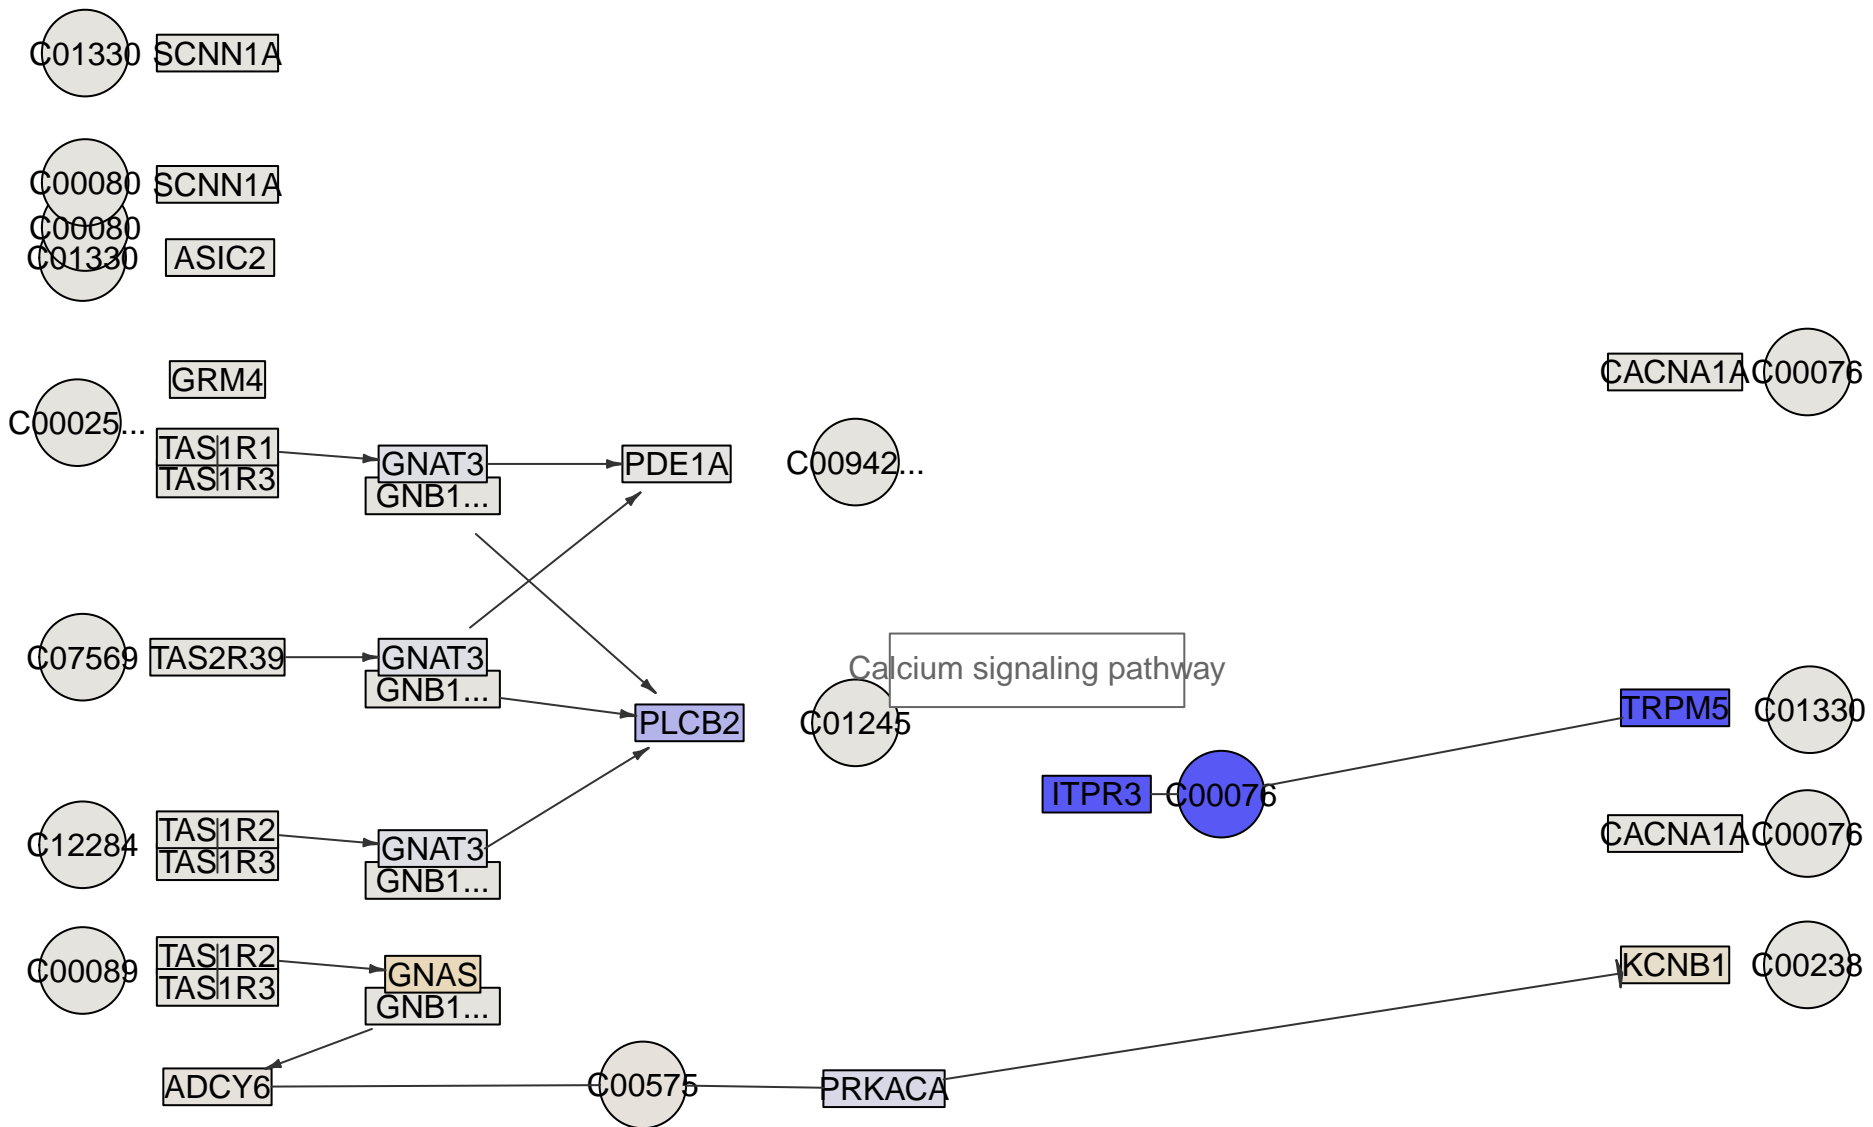 C01330 SCNN1A
C00080 SCNN1A
C00080
C01330 ASIC2
GRM4
CACNA1A C00076
C00025...
TAS1R1
GNAT3 PDE1A C00942...
TAS1R3
GNB1...
C07569 TAS2R39 GNAT3
Calcium signaling pathway
GNB1...
TRPM5 C01330
PLCB2 C01245
ITPR3 C00076
TAS1R2
CACNA1A C00076
C12284 GNAT3
TAS1R3
GNB1...
TAS1R2
C00089 GNAS
KCNB1 C00238
TAS1R3
GNB1...
ADCY6 C00575 PRKACA